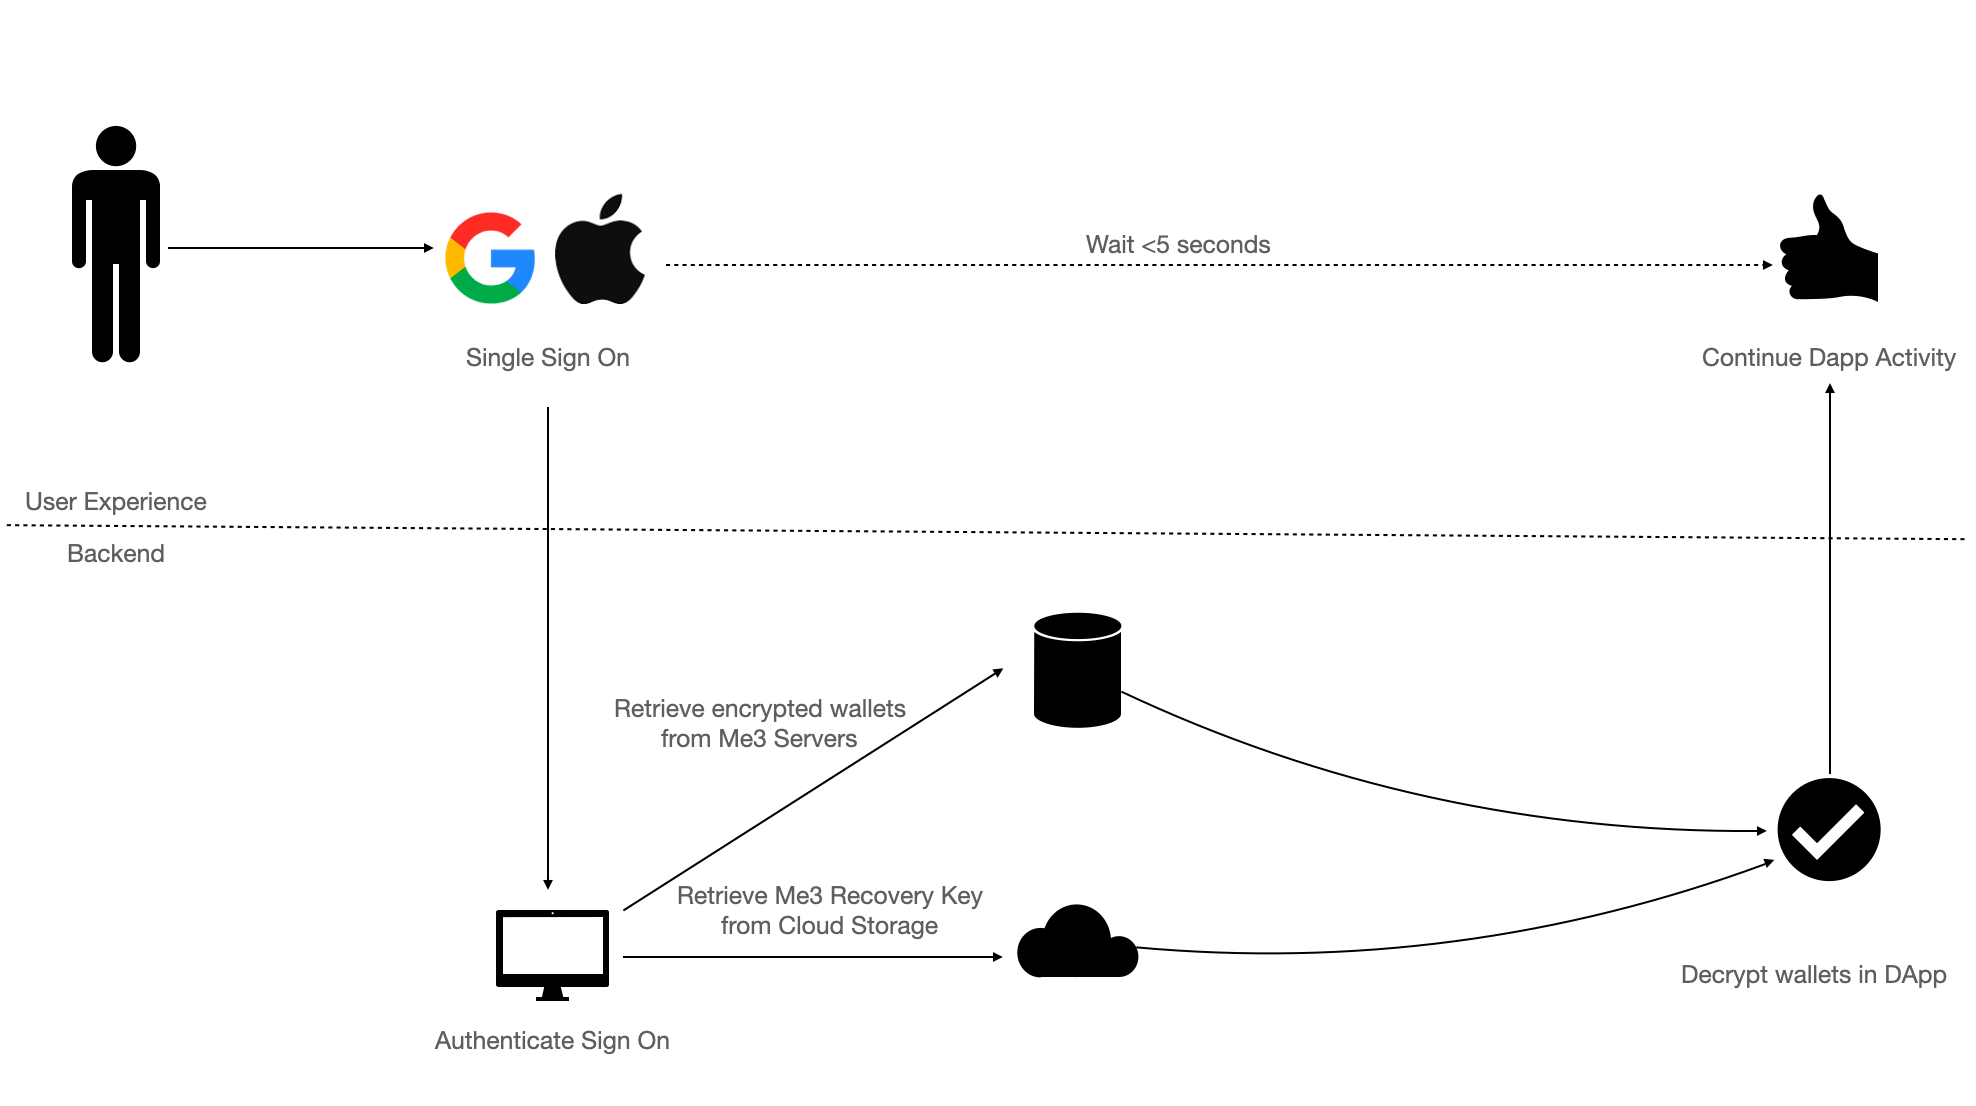 Wait <5 seconds
Single Sign On
Continue Dapp Activity
User Experience
Backend
Retrieve encrypted wallets
from Me3 Servers
Retrieve Me3 Recovery Key
from Cloud Storage
Decrypt wallets in DApp
Authenticate Sign On